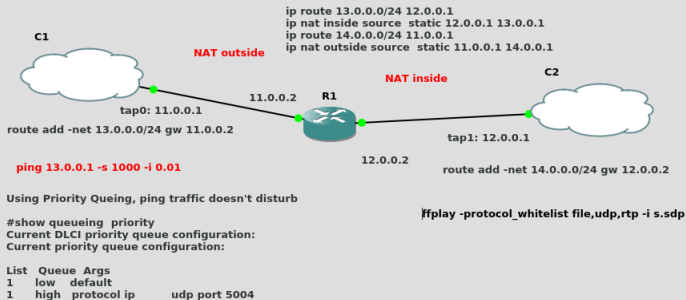 ip route 13.0.0.0/24 12.0.0.1
ip nat inside source  static 12.0.0.1 13.0.0.1
ip route 14.0.0.0/24 11.0.0.1
ip nat outside source  static 11.0.0.1 14.0.0.1
C1
NAT outside
NAT inside
C2
R1
11.0.0.2
tap0: 11.0.0.1
route add -net 13.0.0.0/24 gw 11.0.0.2
tap1: 12.0.0.1
12.0.0.2
ping 13.0.0.1 -s 1000 -i 0.01
route add -net 14.0.0.0/24 gw 12.0.0.2
Using Priority Queing, ping traffic doesn't disturb
ffplay -protocol_whitelist file,udp,rtp -i s.sdp
#show queueing  priority
Current DLCI priority queue configuration:
Current priority queue configuration:
List   Queue  Args
1      low    default
1      high   protocol ip         udp port 5004